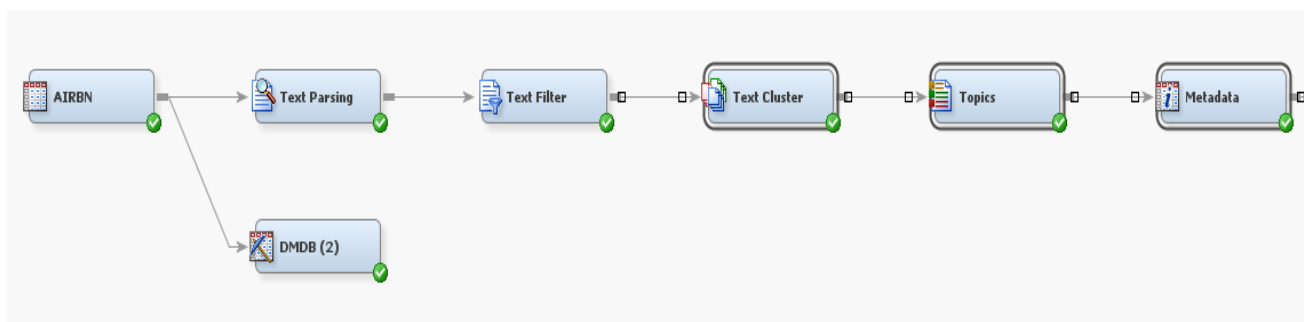 AIRBN
Text Parsing
Text Filter
Text Cluster
Topics
Metadata
DMDB (2)